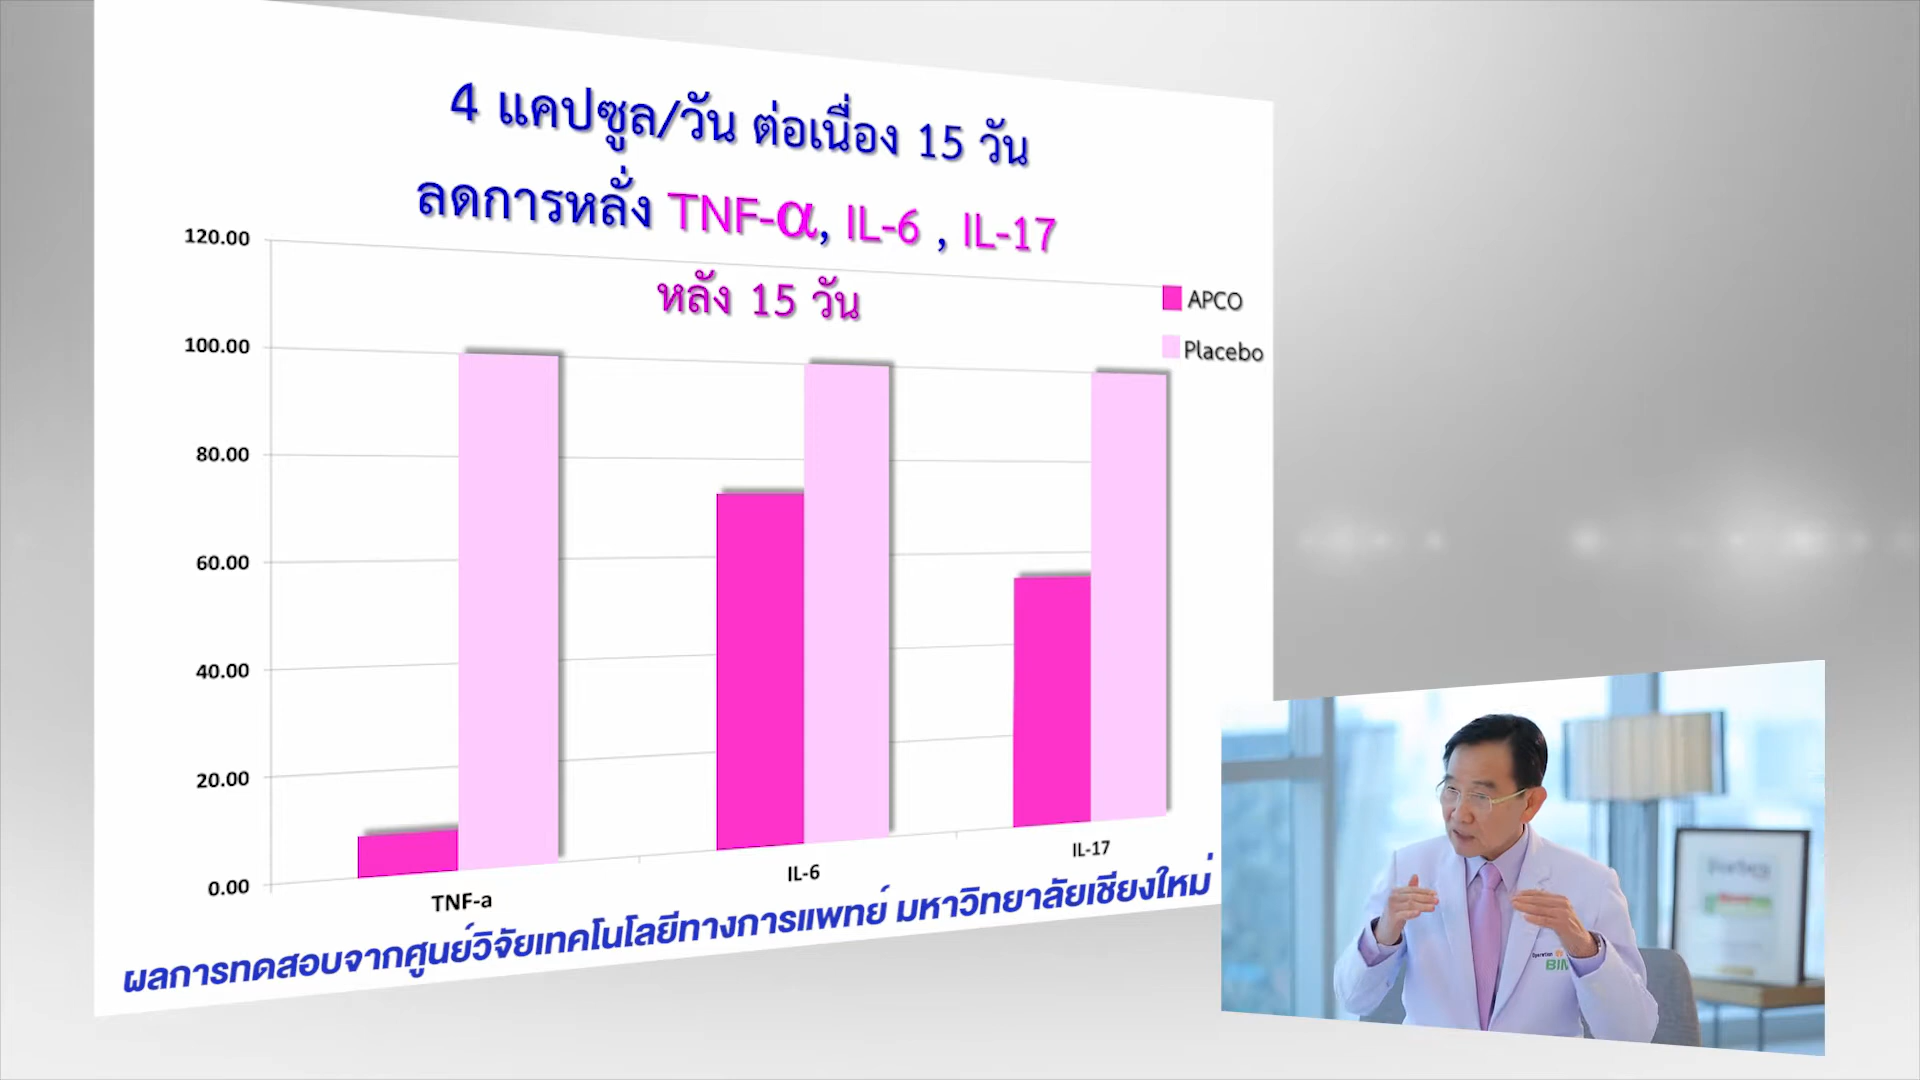 4 แคปซูล/วัน ต่อเนื่อง 15 วัน
ลดการหลั่ง TNF-α, IL-6 , IL-17
หลัง 15 วัน
120.00
100.00
80.00
60.00
40.00
20.00
0.00
APCO
Placebo
TNF-a
IL-6
IL-17
ผลการทดสอบจากศูนย์วิจัยเทคโนโลยีทางการแพทย์ มหาวิทยาลัยเชียงใหม่
Operation
BIM